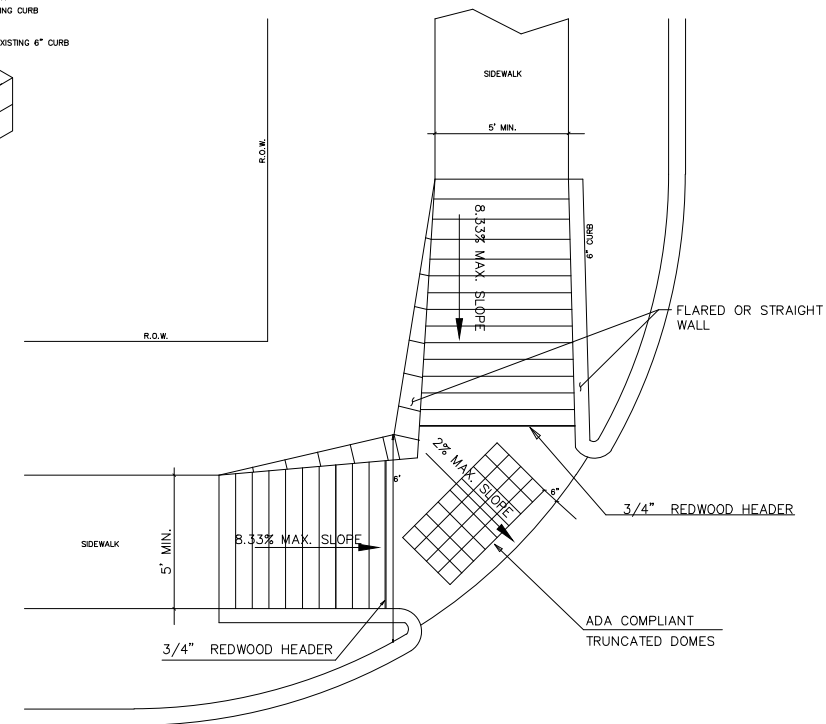 ING CURB
XISTING 6" CURB
SIDEWALK
5' MIN.
R.O.W.
8.33% MAX. SLOPE
6" CURB
FLARED OR STRAIGHT
WALL
R.O.W.
2% MAX. SLOPE
6'
6"
3/4" REDWOOD HEADER
SIDEWALK
5' MIN.
8.33% MAX. SLOPE
ADA COMPLIANT
TRUNCATED DOMES
3/4" REDWOOD HEADER